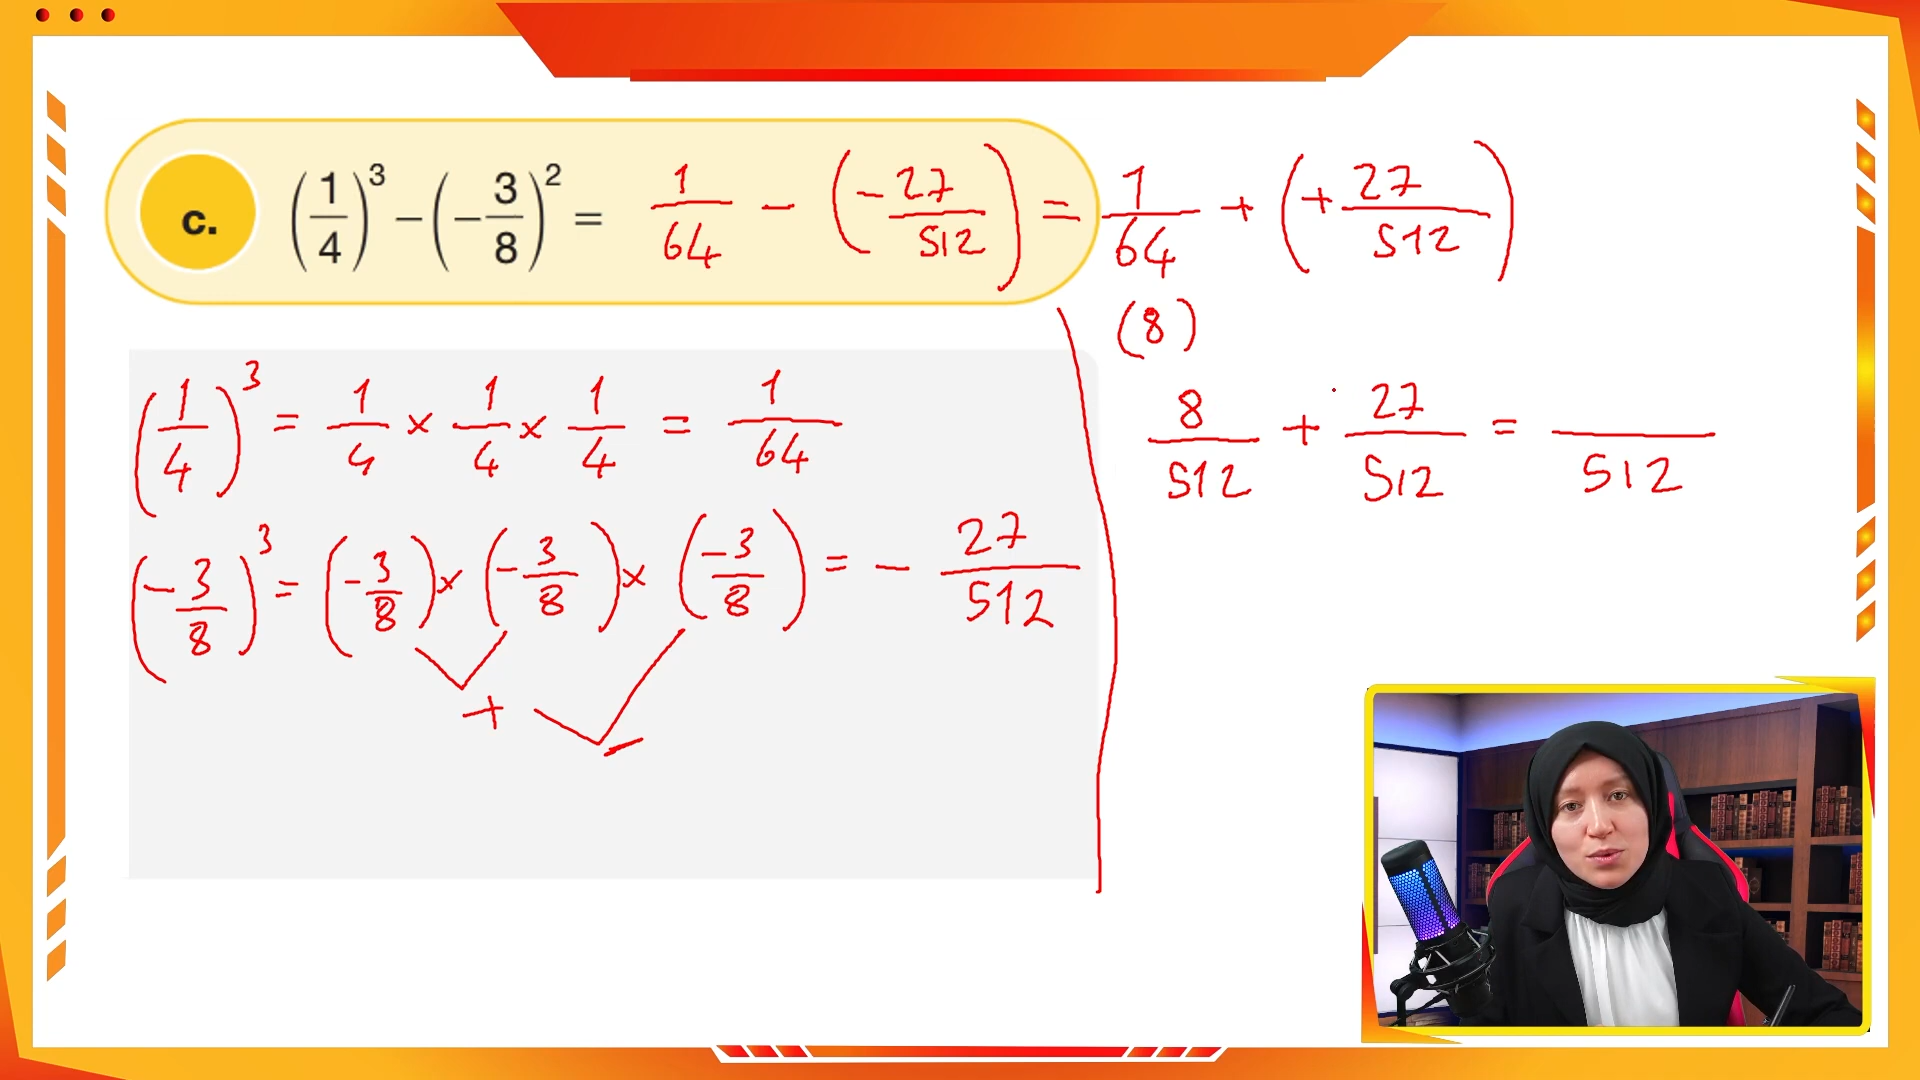 c. (1/4)³ − (−3/8)² = 1/64 − (−27/512) = 1/64 + (+27/512)
(8)
(1/4)³ = 1/4 × 1/4 × 1/4 = 1/64
(−3/8)³ = (−3/8) × (−3/8) × (−3/8) = − 27/512
+ −
8/512 + 27/512 = /512